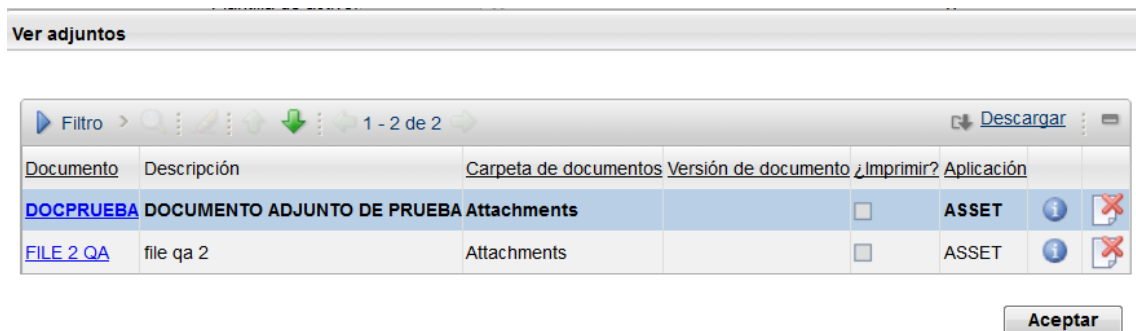 Ver adjuntos
Filtro 1 - 2 de 2 Descargar
Documento Descripción Carpeta de documentos Versión de documento ¿Imprimir? Aplicación
DOCPRUEBA DOCUMENTO ADJUNTO DE PRUEBA Attachments ASSET
FILE 2 QA file qa 2 Attachments ASSET
Aceptar